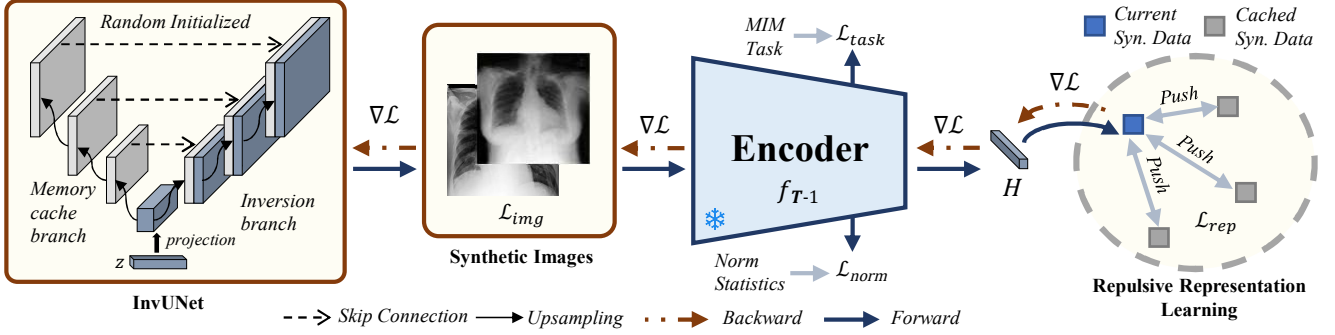 Random Initialized
Memory
cache
branch
Inversion
branch
projection
z
InvUNet
∇ℒ
ℒimg
Synthetic Images
∇ℒ
MIM
Task
ℒtask
Encoder
f𝑻-1
Norm
Statistics
ℒnorm
∇ℒ
H
∇ℒ
Current
Syn. Data
Cached
Syn. Data
Push
Push
Push
ℒrep
Repulsive Representation
Learning
Skip Connection
Upsampling
Backward
Forward